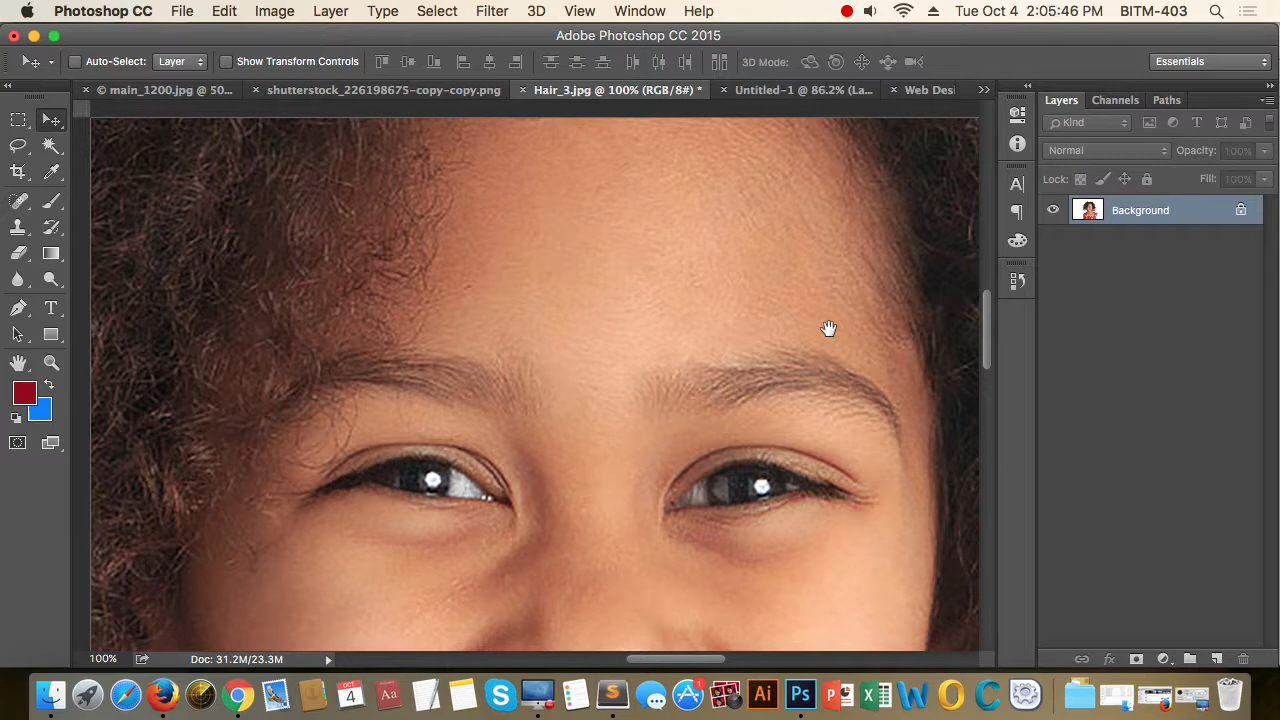 Photoshop CC File Edit Image Layer Type Select Filter 3D View Window Help Tue Oct 4 2:05:46 PM BITM-403
Adobe Photoshop CC 2015
Auto-Select: Layer Show Transform Controls 3D Mode: Essentials
© main_1200.jpg @ 50... shutterstock_226198675-copy-copy.png Hair_3.jpg @ 100% (RGB/8#) * Untitled-1 @ 86.2% (La... Web Des
Layers Channels Paths
Kind
Normal Opacity: 100%
Lock: Fill: 100%
Background
100% Doc: 31.2M/23.3M